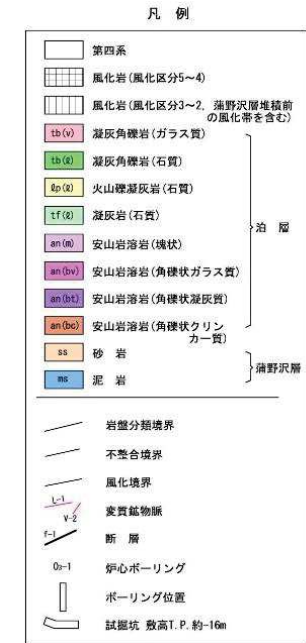 凡 例
第四系
風化岩(風化区分5~4)
風化岩(風化区分3~2，蒲野沢層堆積前
の風化帯を含む)
tb(v) 凝灰角礫岩(ガラス質)
tb(ℓ) 凝灰角礫岩(石質)
ℓp(ℓ) 火山礫凝灰岩(石質)
tf(ℓ) 凝灰岩(石質)
an(m) 安山岩溶岩(塊状)
an(bv) 安山岩溶岩(角礫状ガラス質)
an(bt) 安山岩溶岩(角礫状凝灰質)
an(bc) 安山岩溶岩(角礫状クリン
カー質)
泊 層
ss 砂 岩
ms 泥 岩
蒲野沢層
岩盤分類境界
不整合境界
風化境界
L-1
V-2
変質鉱物脈
f-1 断 層
O₃-1 炉心ボーリング
ボーリング位置
試掘坑 敷高T.P.約-16m